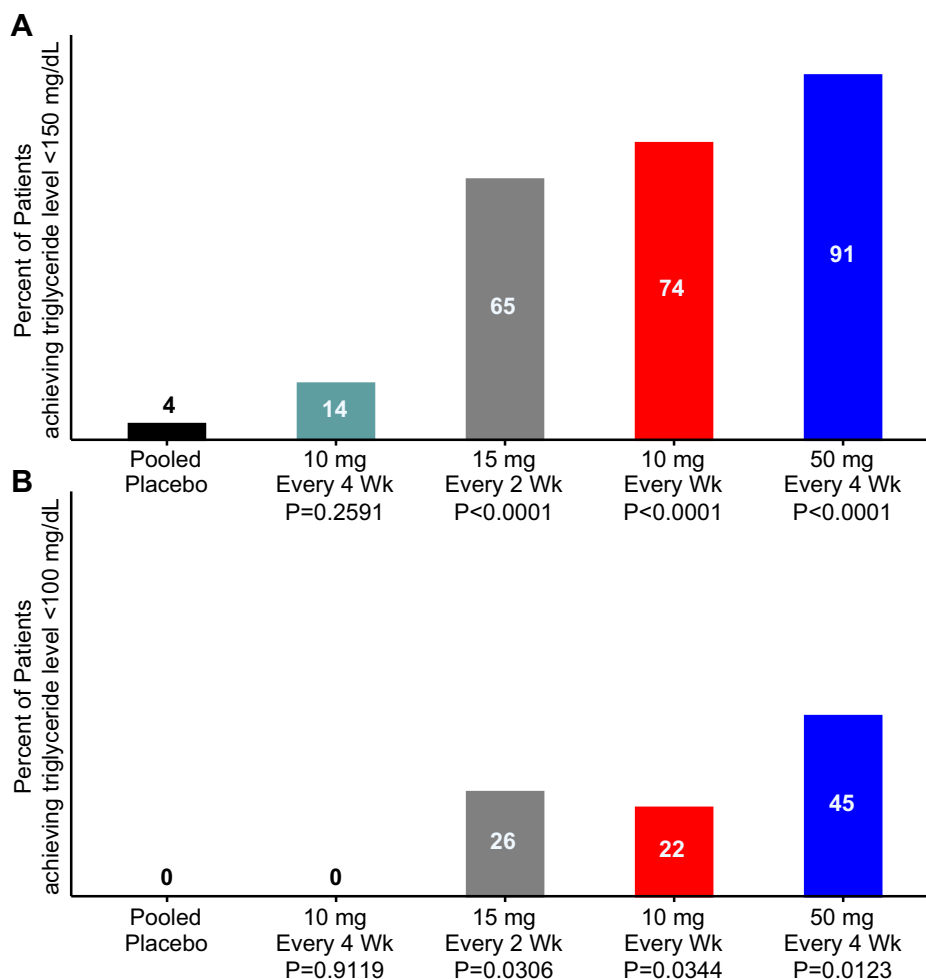 A
Percent of Patients
achieving triglyceride level <150 mg/dL
4
14
65
74
91
Pooled
Placebo
10 mg
Every 4 Wk
P=0.2591
15 mg
Every 2 Wk
P<0.0001
10 mg
Every Wk
P<0.0001
50 mg
Every 4 Wk
P<0.0001
B
Percent of Patients
achieving triglyceride level <100 mg/dL
0
0
26
22
45
Pooled
Placebo
10 mg
Every 4 Wk
P=0.9119
15 mg
Every 2 Wk
P=0.0306
10 mg
Every Wk
P=0.0344
50 mg
Every 4 Wk
P=0.0123